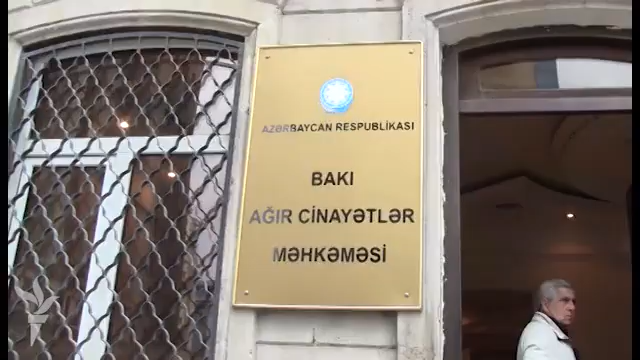 AZƏRBAYCAN RESPUBLİKASI
BAKI
AĞIR CİNAYƏTLƏR
MƏHKƏMƏSİ